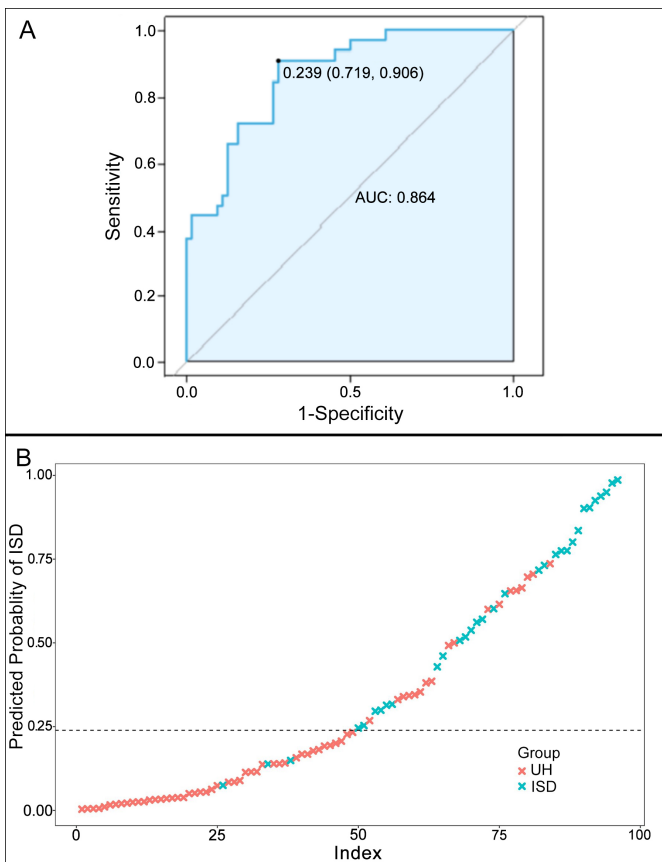 A
1.0
0.8
0.6
0.4
0.2
0.0
Sensitivity
0.239 (0.719, 0.906)
AUC: 0.864
0.0 0.5 1.0
1-Specificity
B
1.00
0.75
0.50
0.25
0.00
Predicted Probablity of ISD
Group
UH
ISD
0 25 50 75 100
Index